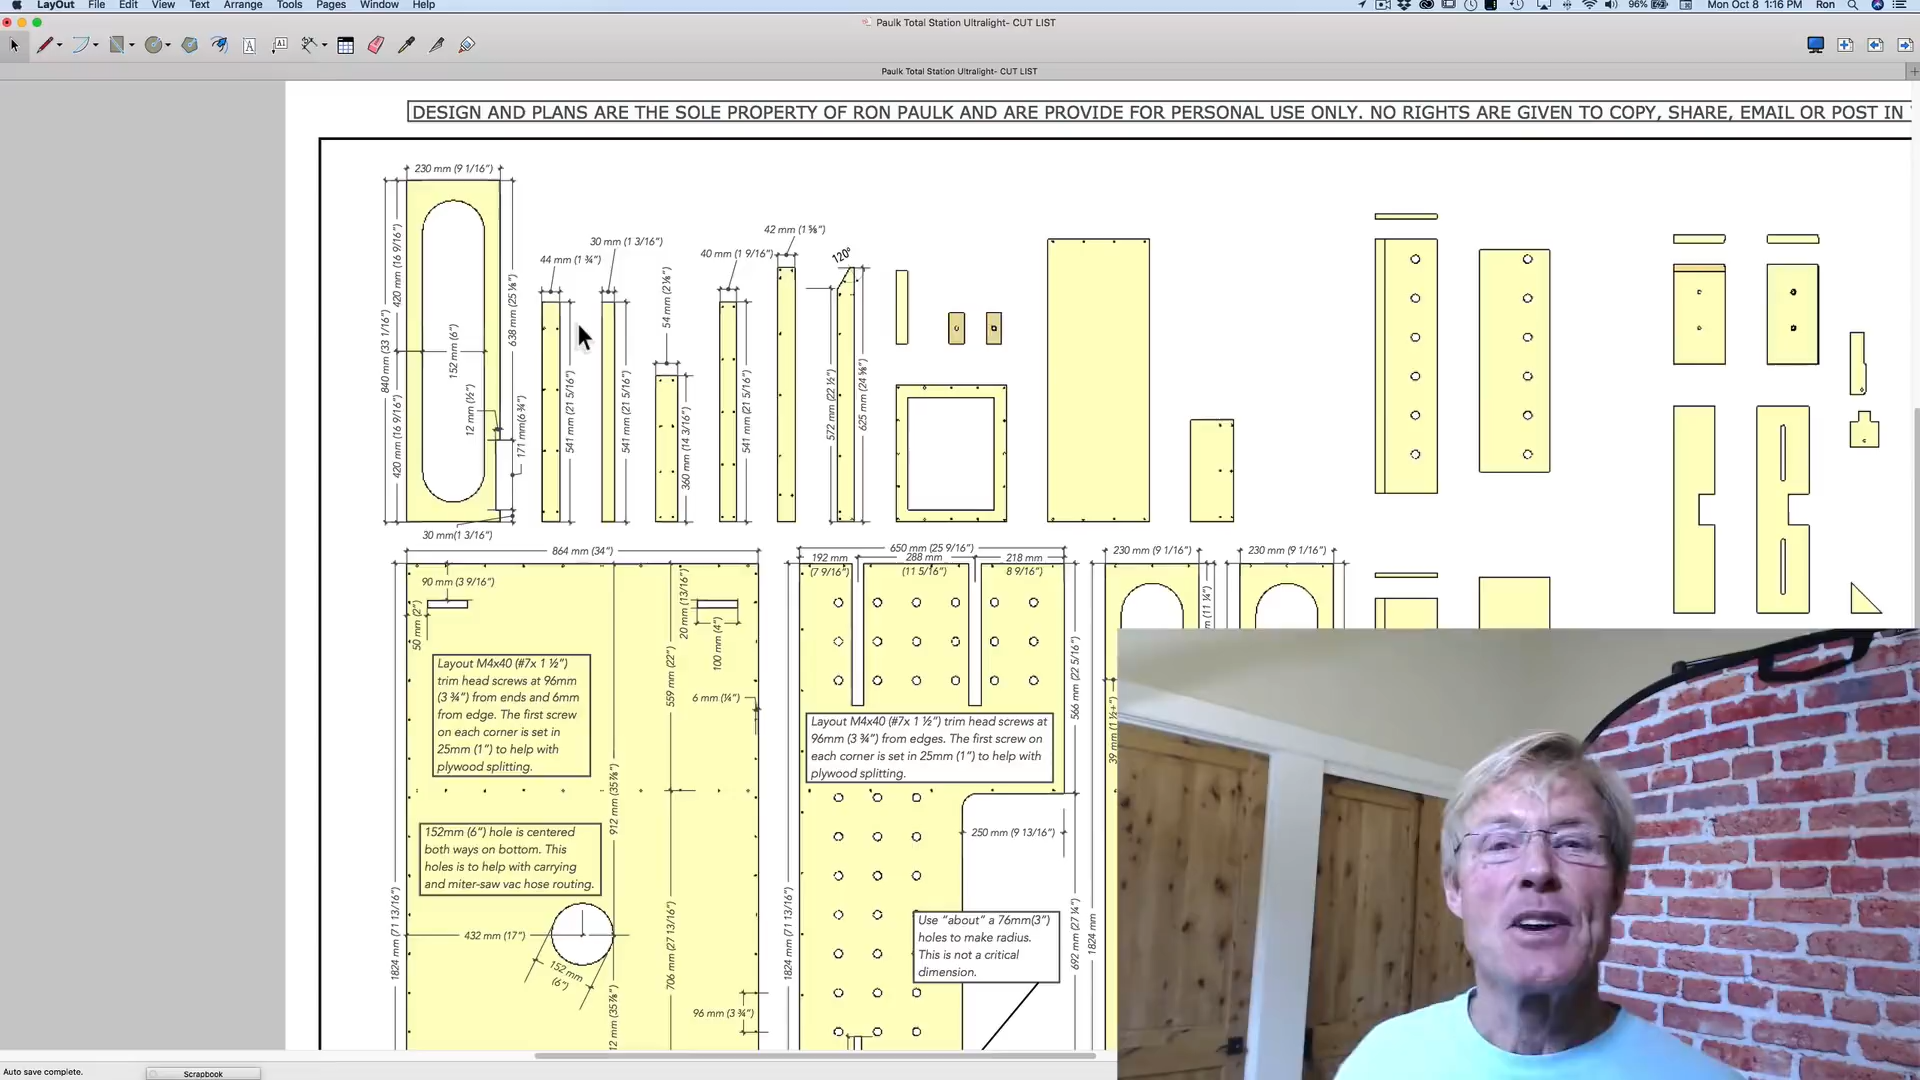 LayOut File Edit View Text Arrange Tools Pages Window Help
96% Mon Oct 8 1:16 PM Ron
Paulk Total Station Ultralight- CUT LIST
Paulk Total Station Ultralight- CUT LIST
DESIGN AND PLANS ARE THE SOLE PROPERTY OF RON PAULK AND ARE PROVIDE FOR PERSONAL USE ONLY. NO RIGHTS ARE GIVEN TO COPY, SHARE, EMAIL OR POST IN
230 mm (9 1/16")
420 mm (16 9/16")
840 mm (33 1/16")
420 mm (16 9/16")
152 mm (6")
12 mm (½")
638 mm (25 ⅛")
171 mm(6 ¾")
30 mm(1 3/16")
44 mm (1 ¾")
541 mm (21 5/16")
30 mm (1 3/16")
541 mm (21 5/16")
54 mm (2⅛")
360 mm (14 3/16")
40 mm (1 9/16")
541 mm (21 5/16")
42 mm (1 ⅝")
120°
572 mm (22 ½")
625 mm (24 ⅝")
864 mm (34")
90 mm (3 9/16")
50 mm (2")
20 mm (13/16")
100 mm (4")
559 mm (22")
6 mm (¼")
Layout M4x40 (#7x 1 ½")
trim head screws at 96mm
(3 ¾") from ends and 6mm
from edge. The first screw
on each corner is set in
25mm (1") to help with
plywood splitting.
912 mm (35⅞")
152mm (6") hole is centered
both ways on bottom. This
holes is to help with carrying
and miter-saw vac hose routing.
432 mm (17")
152 mm
(6")
1824 mm (71 13/16")
706 mm (27 13/16")
96 mm (3 ¾")
12 mm (35⅞"
650 mm (25 9/16")
192 mm
(7 9/16")
288 mm
(11 5/16")
218 mm
8 9/16")
566 mm (22 5/16")
Layout M4x40 (#7x 1 ½") trim head screws at
96mm (3 ¾") from edges. The first screw on
each corner is set in 25mm (1") to help with
plywood splitting.
250 mm (9 13/16")
1824 mm (71 13/16")
Use "about" a 76mm(3")
holes to make radius.
This is not a critical
dimension.
692 mm (27 ¼")
1824 mm
39 mm (1 ½+")
230 mm (9 1/16")
230 mm (9 1/16")
m (11 ¼")
Auto save complete.
Scrapbook